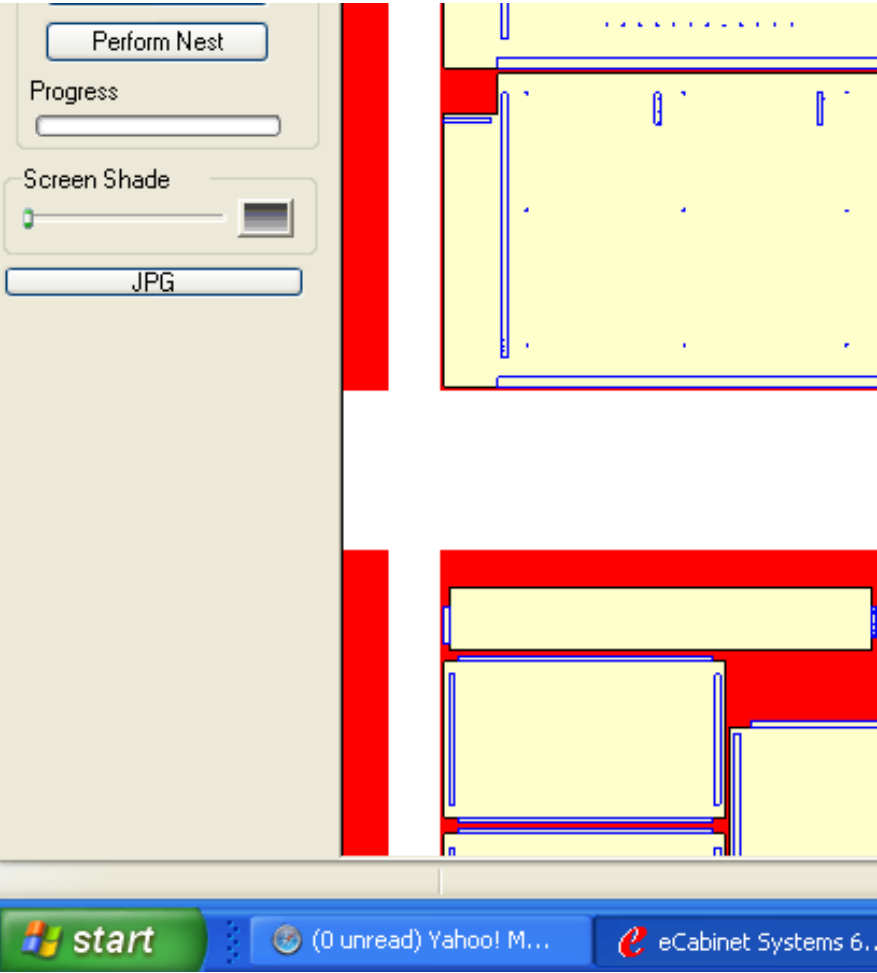 Perform Nest
Progress
Screen Shade
JPG
start
(0 unread) Yahoo! M...
eCabinet Systems 6..